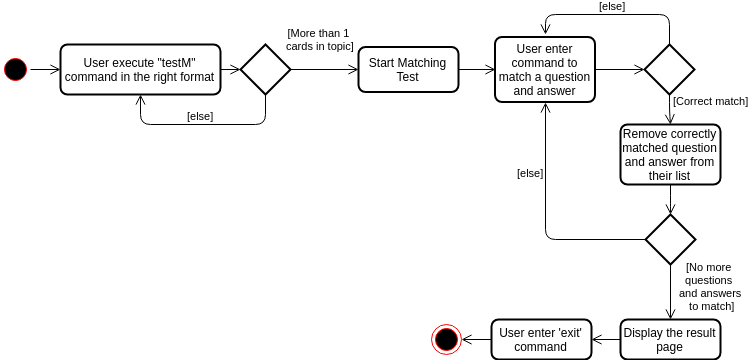 User execute "testM"
command in the right format
[else]
[More than 1
cards in topic]
Start Matching
Test
User enter
command to
match a question
and answer
[else]
[Correct match]
Remove correctly
matched question
and answer from
their list
[else]
[No more
questions
and answers
to match]
Display the result
page
User enter 'exit'
command